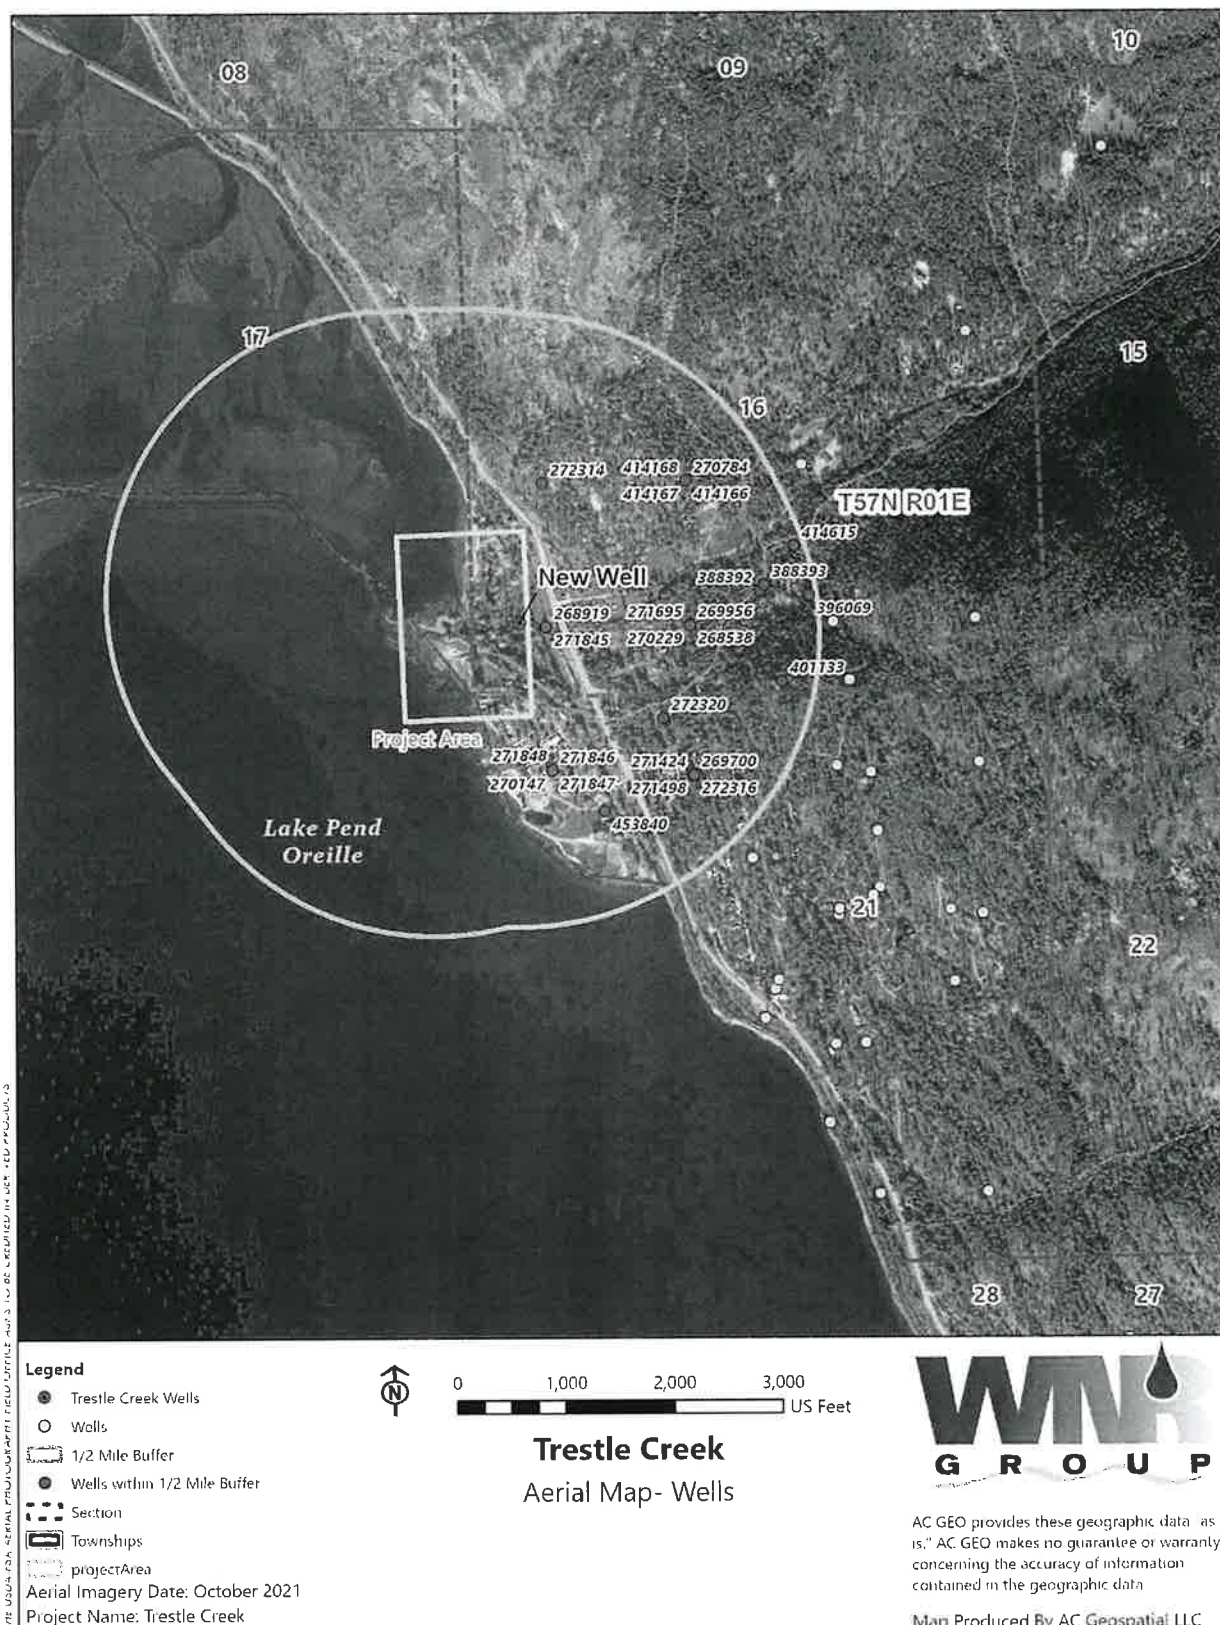 08
09
10
17
16
15
272314 414168 270784
414167 414166
T57N R01E
414615
New Well
388392 388393
268919 271695 269956
396069
271845 270229 268538
401133
272320
Project Area
271848 271846 271424 269700
270147 271847 271498 272316
453840
Lake Pend
Oreille
21
22
28
27
Legend
Trestle Creek Wells
Wells
1/2 Mile Buffer
Wells within 1/2 Mile Buffer
Section
Townships
projectArea
Aerial Imagery Date: October 2021
Project Name: Trestle Creek
N
0 1,000 2,000 3,000
US Feet
Trestle Creek
Aerial Map- Wells
WNR
GROUP
AC GEO provides these geographic data as
is." AC GEO makes no guarantee or warranty
concerning the accuracy of information
contained in the geographic data
Map Produced By AC Geospatial LLC